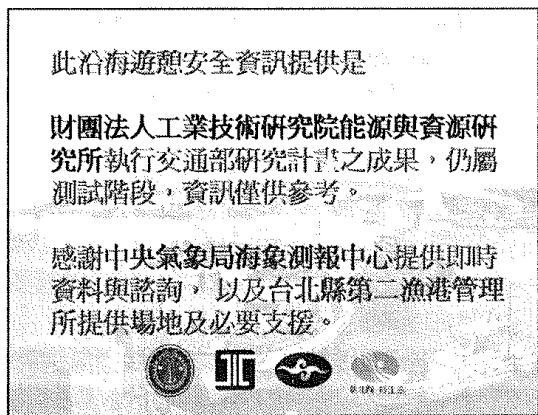 此沿海遊憩安全資訊提供是
財團法人工業技術研究院能源與資源研
究所執行交通部研究計畫之成果,仍屬
測試階段,資訊僅供參考。
感謝中央氣象局海象測報中心提供即時
資料與諮詢, 以及台北縣第二漁港管理
所提供場地及必要支援。